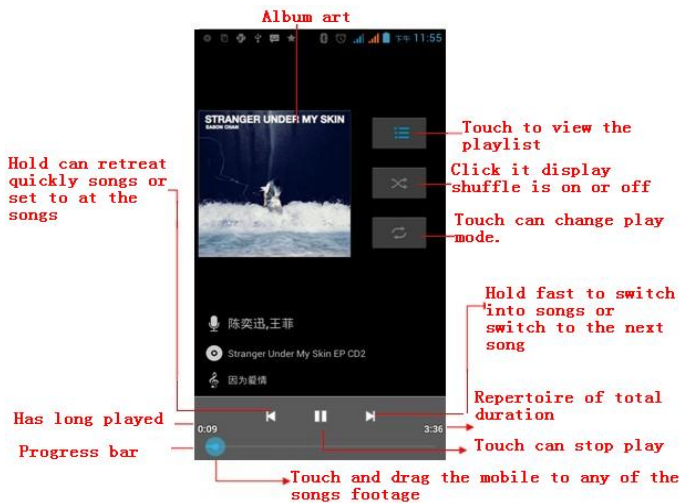 Album art
下午 11:55
STRANGER UNDER MY SKIN
EASON CHAN
Touch to view the
playlist
Hold can retreat
quickly songs or
set to at the
songs
Click it display
shuffle is on or off
Touch can change play
mode.
Hold fast to switch
into songs or
switch to the next
song
陈奕迅,王菲
Stranger Under My Skin EP CD2
因为爱情
Repertoire of total
duration
Has long played
0:09
3:36
Touch can stop play
Progress bar
Touch and drag the mobile to any of the
songs footage